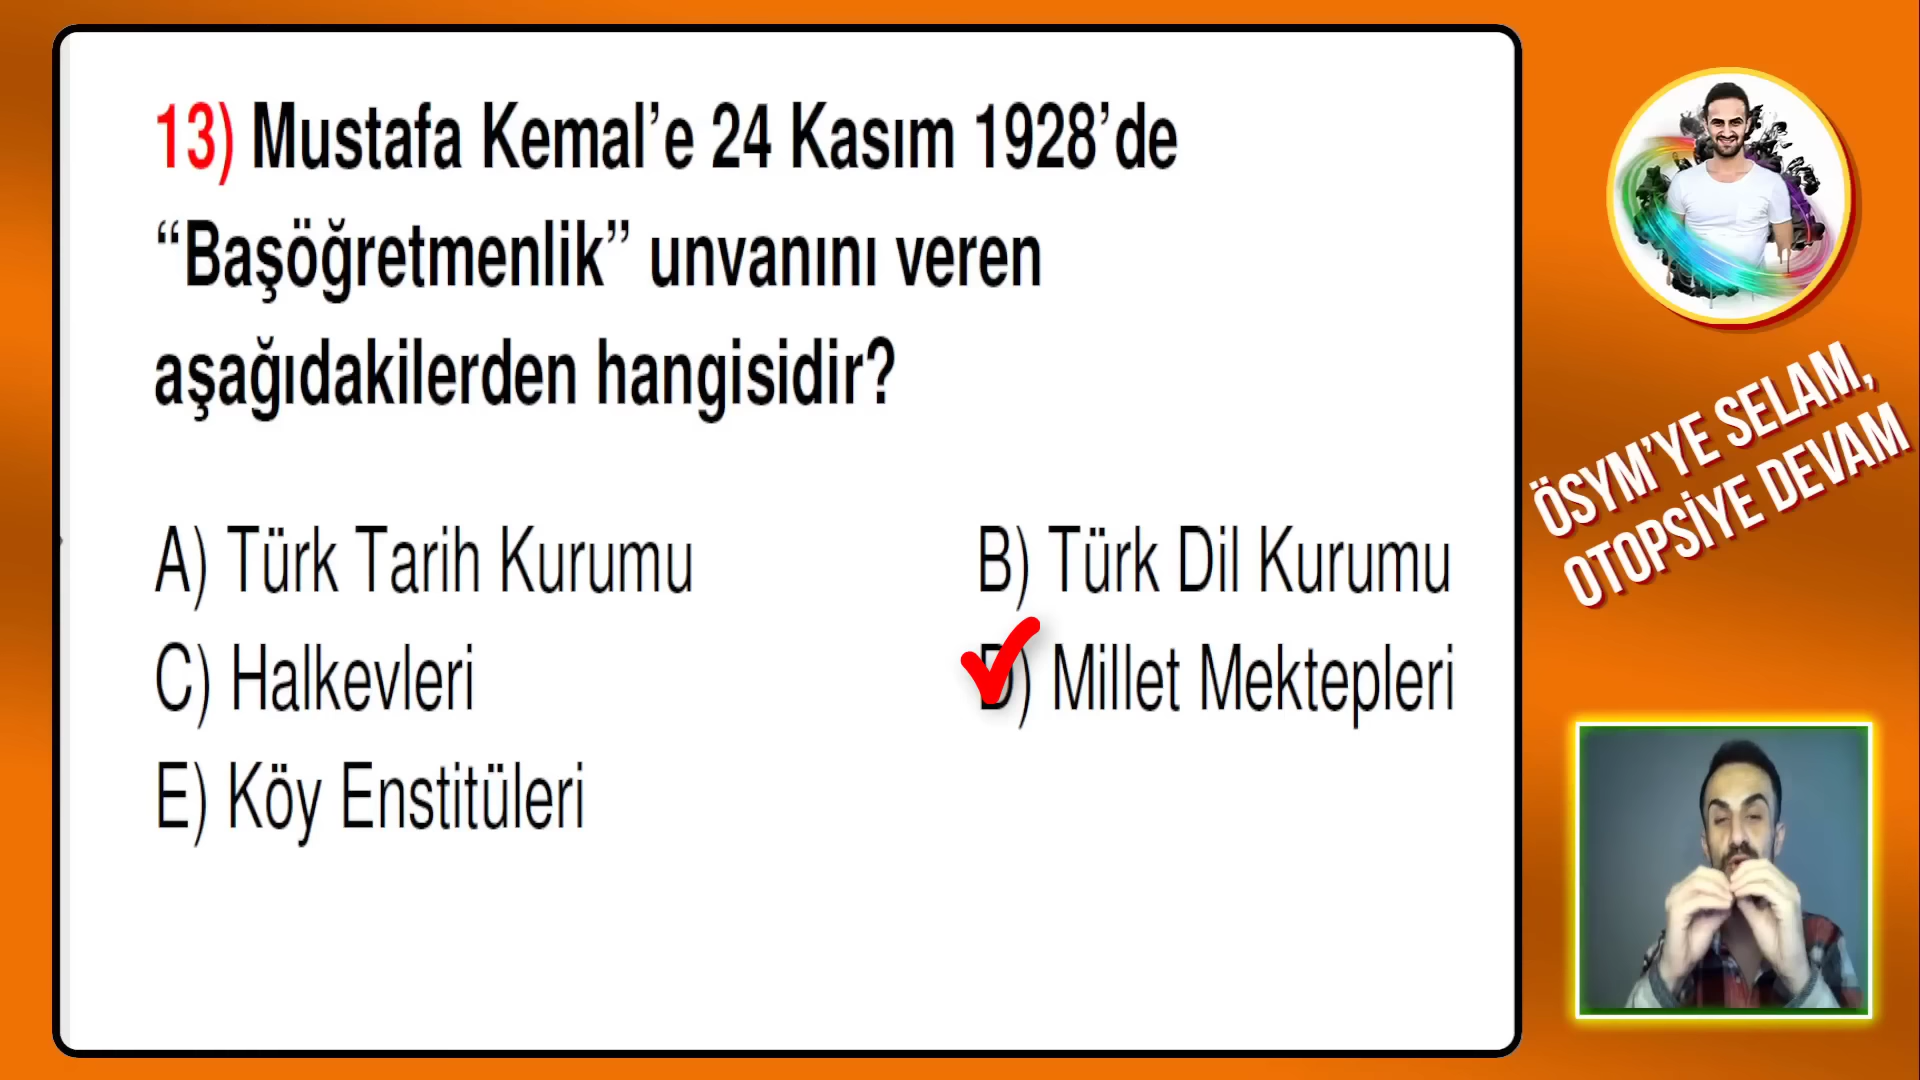 13) Mustafa Kemal’e 24 Kasım 1928’de
“Başöğretmenlik” unvanını veren
aşağıdakilerden hangisidir?
A) Türk Tarih Kurumu
B) Türk Dil Kurumu
C) Halkevleri
D) Millet Mektepleri
E) Köy Enstitüleri
ÖSYM’YE SELAM,
OTOPSİYE DEVAM